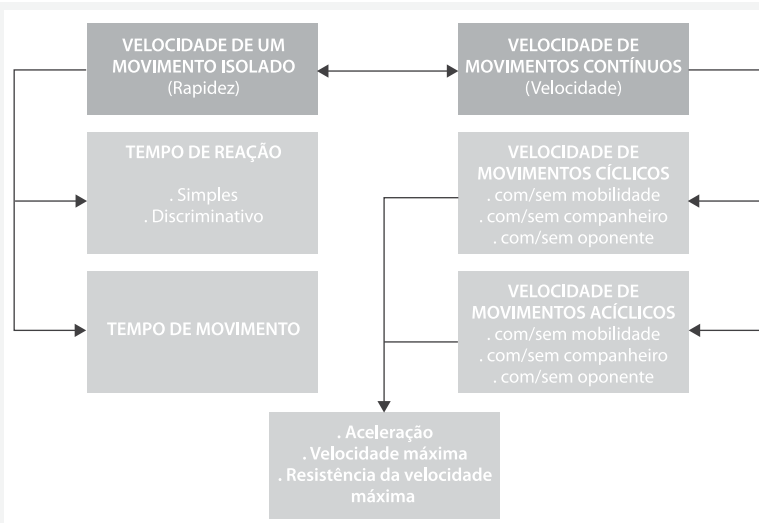 VELOCIDADE DE UM
MOVIMENTO ISOLADO
(Rapidez)
VELOCIDADE DE
MOVIMENTOS CONTÍNUOS
(Velocidade)
TEMPO DE REAÇÃO
. Simples
. Discriminativo
VELOCIDADE DE
MOVIMENTOS CÍCLICOS
. com/sem mobilidade
. com/sem companheiro
. com/sem oponente
TEMPO DE MOVIMENTO
VELOCIDADE DE
MOVIMENTOS ACÍCLICOS
. com/sem mobilidade
. com/sem companheiro
. com/sem oponente
. Aceleração
. Velocidade máxima
. Resistência da velocidade
máxima